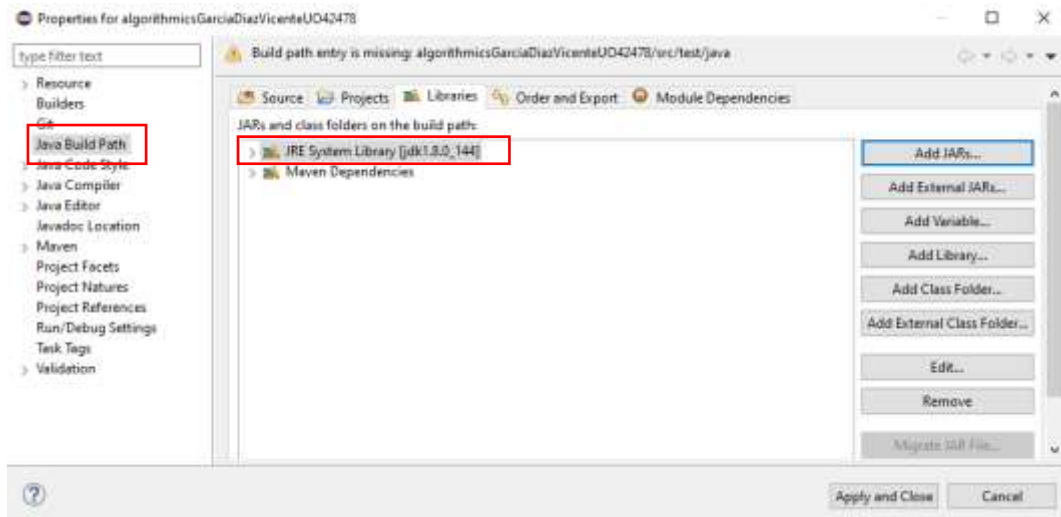 Properties for algorithmicsGarciaDiazVicenteUO42478
type filter text
Build path entry is missing: algorithmicsGarciaDiazVicenteUO42478/src/test/java
Resource
Builders
Git
Java Build Path
Java Code Style
Java Compiler
Java Editor
Javadoc Location
Maven
Project Facets
Project Natures
Project References
Run/Debug Settings
Task Tags
Validation
Source Projects Libraries Order and Export Module Dependencies
JARs and class folders on the build path:
JRE System Library [jdk1.8.0_144]
Maven Dependencies
Add JARs...
Add External JARs...
Add Variable...
Add Library...
Add Class Folder...
Add External Class Folder...
Edit...
Remove
Migrate JAR File...
?
Apply and Close Cancel